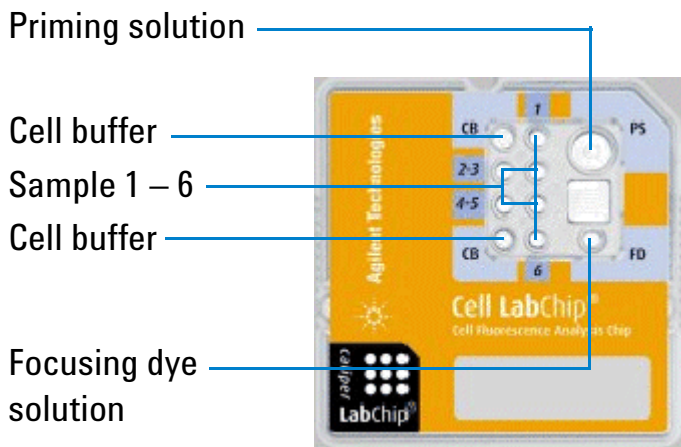 Priming solution
Cell buffer
Sample 1 – 6
Cell buffer
Focusing dye
solution
1
CB
PS
2-3
4-5
CB
6
FD
Agilent Technologies
Cell LabChip®
Cell Fluorescence Analysis Chip
caliper
LabChip®